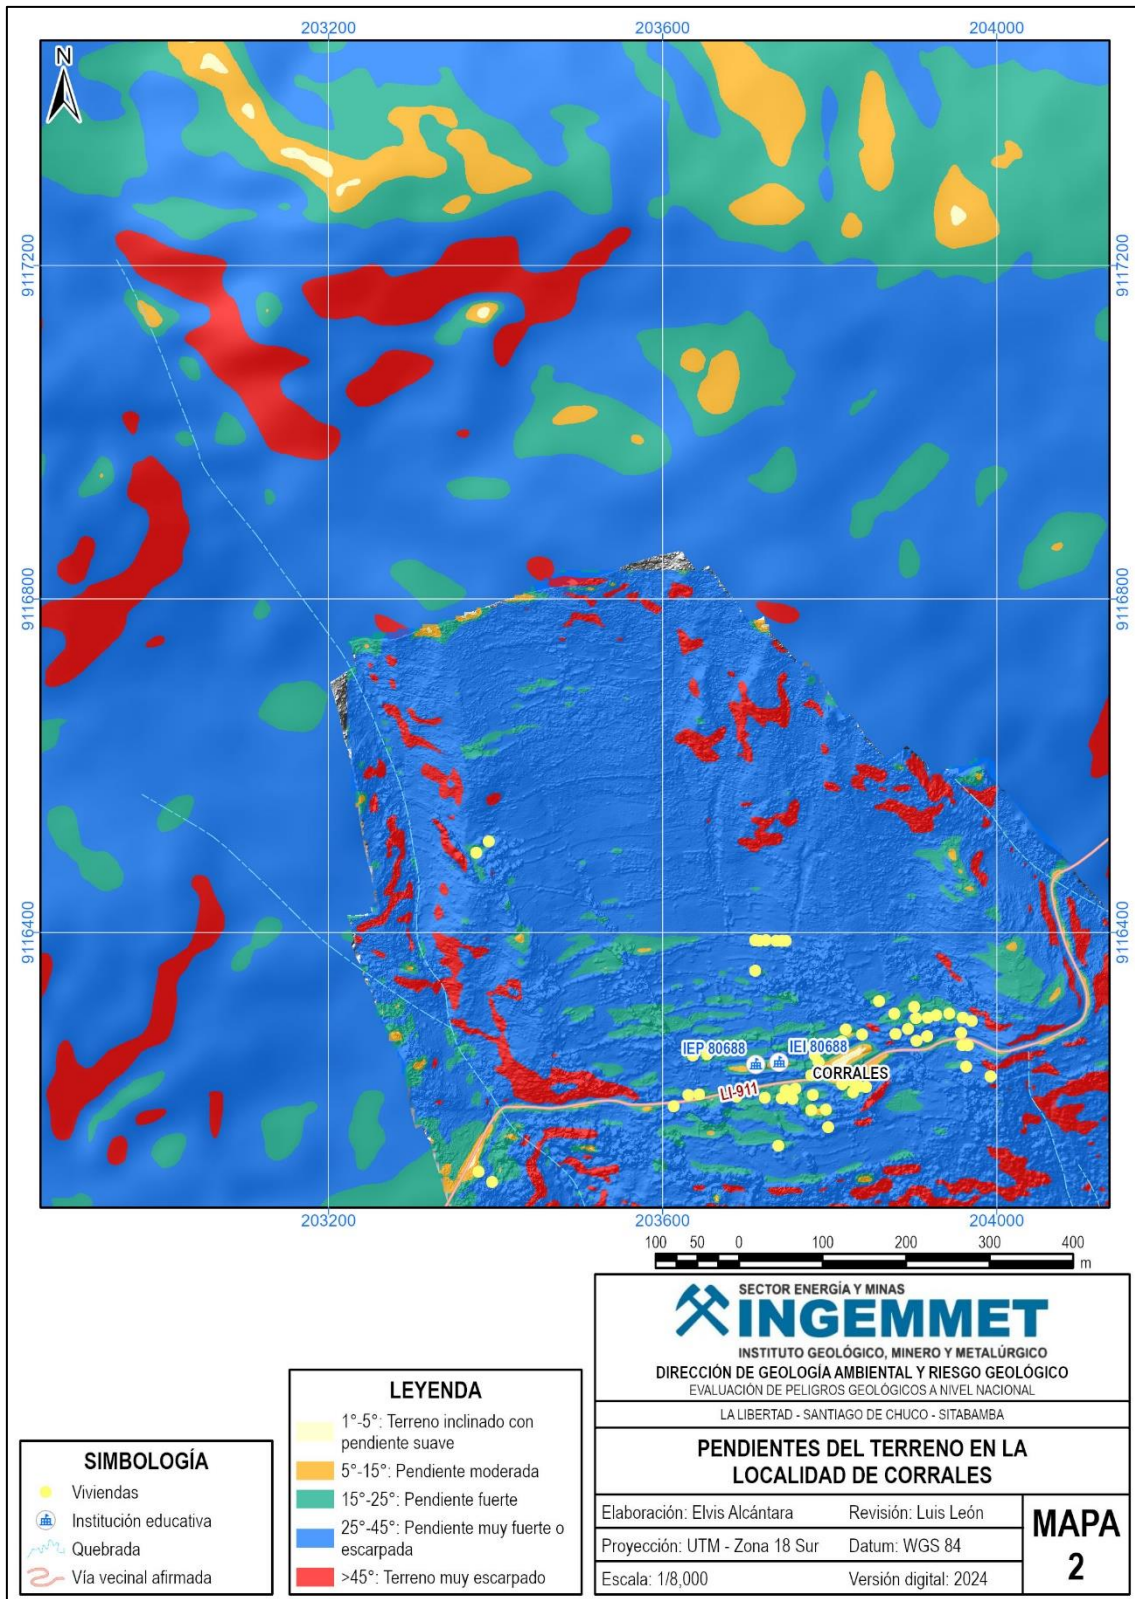 203200
203600
204000
N
9117200
9117200
9116800
9116800
9116400
9116400
IEP 80688
IEI 80688
CORRALES
LI-911
203200
203600
204000
100 50 0 100 200 300 400
m
SECTOR ENERGÍA Y MINAS
INGEMMET
INSTITUTO GEOLÓGICO, MINERO Y METALÚRGICO
DIRECCIÓN DE GEOLOGÍA AMBIENTAL Y RIESGO GEOLÓGICO
EVALUACIÓN DE PELIGROS GEOLÓGICOS A NIVEL NACIONAL
LA LIBERTAD - SANTIAGO DE CHUCO - SITABAMBA
PENDIENTES DEL TERRENO EN LA
LOCALIDAD DE CORRALES
Elaboración: Elvis Alcántara Revisión: Luis León
Proyección: UTM - Zona 18 Sur Datum: WGS 84
Escala: 1/8,000 Versión digital: 2024
MAPA
2
LEYENDA
1°-5°: Terreno inclinado con
pendiente suave
5°-15°: Pendiente moderada
15°-25°: Pendiente fuerte
25°-45°: Pendiente muy fuerte o
escarpada
>45°: Terreno muy escarpado
SIMBOLOGÍA
Viviendas
Institución educativa
Quebrada
Vía vecinal afirmada